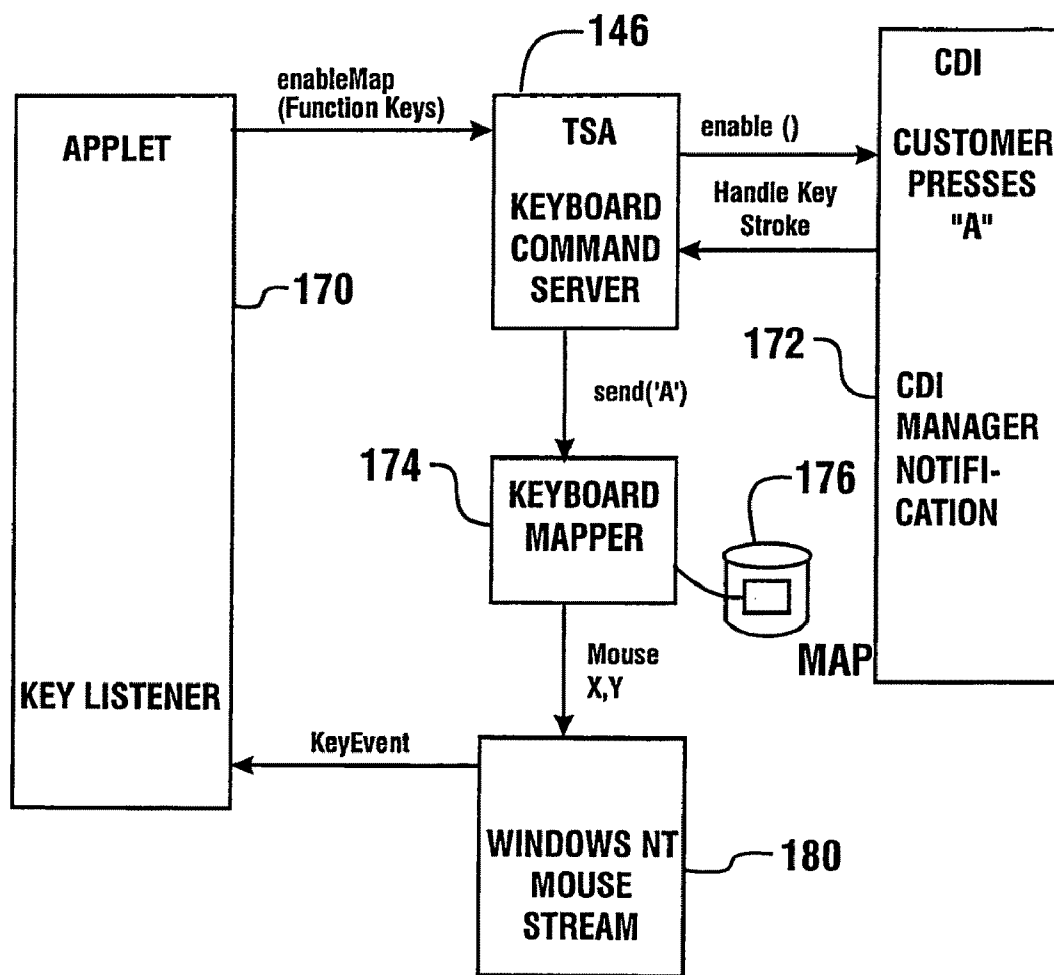 146
enableMap
(Function Keys)
APPLET
170
KEY LISTENER
TSA
KEYBOARD
COMMAND
SERVER
enable ()
Handle Key
Stroke
CDI
CUSTOMER
PRESSES
"A"
172
CDI
MANAGER
NOTIFI-
CATION
send('A')
174
KEYBOARD
MAPPER
176
MAP
Mouse
X,Y
KeyEvent
WINDOWS NT
MOUSE
STREAM
180